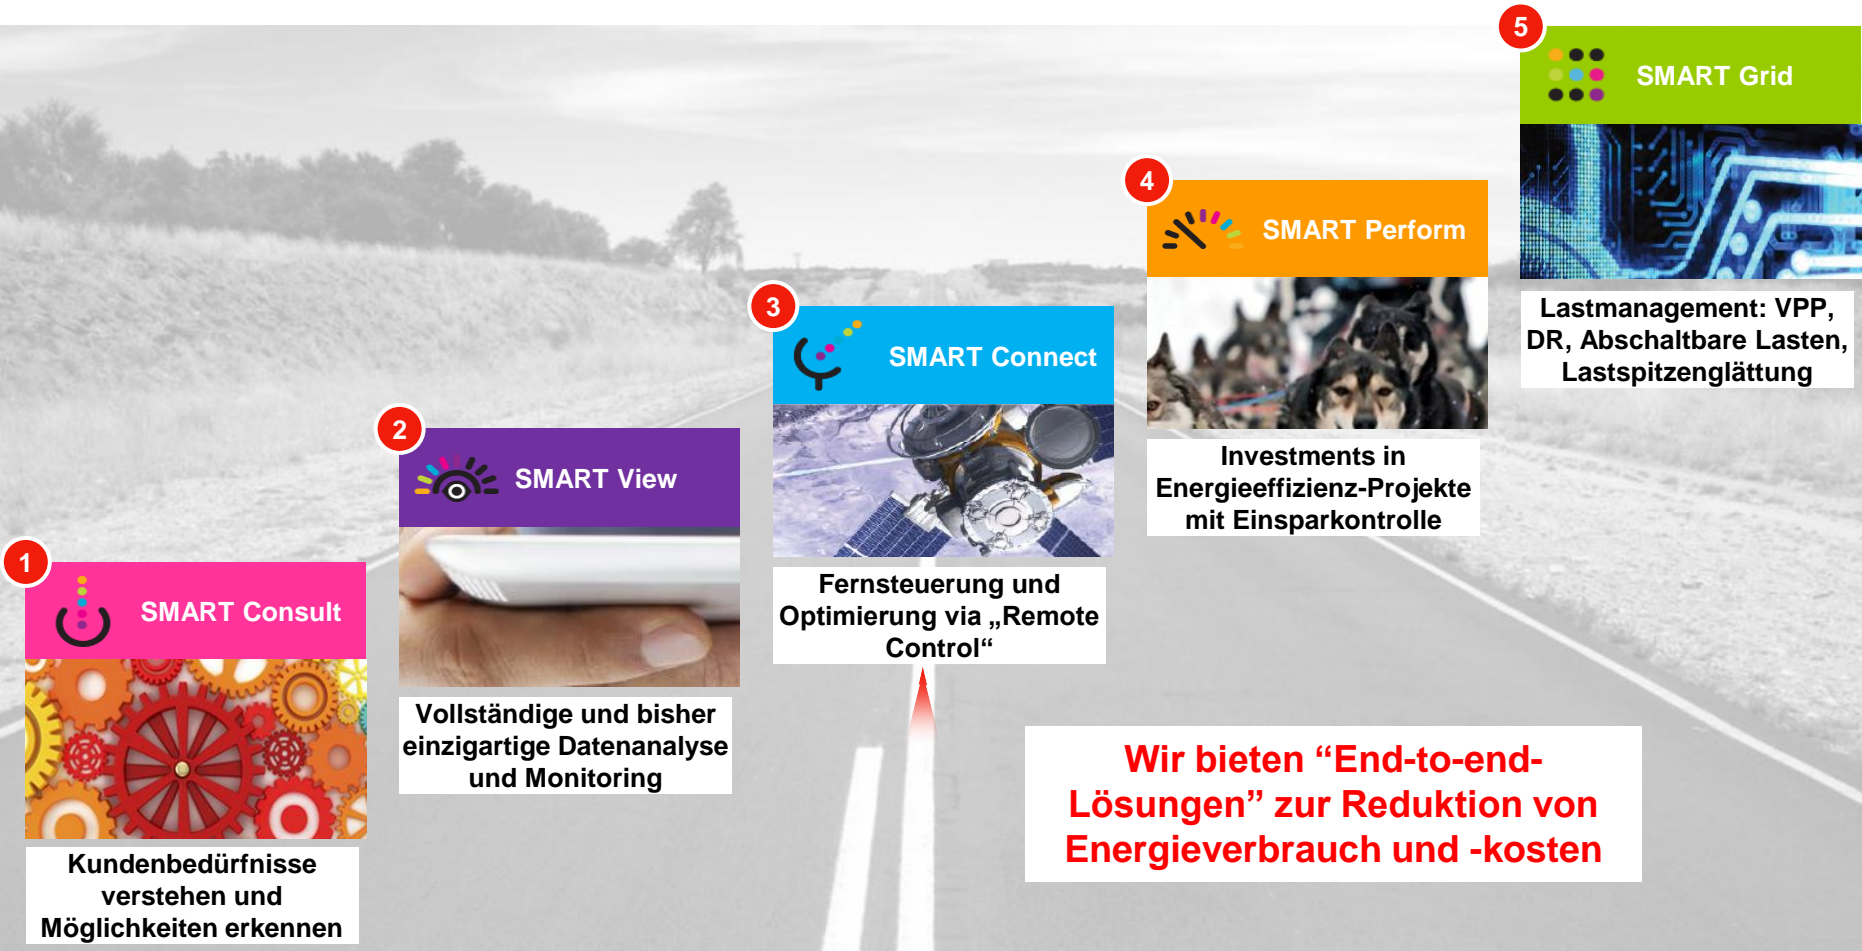 1
SMART Consult
Kundenbedürfnisse
verstehen und
Möglichkeiten erkennen
2
SMART View
Vollständige und bisher
einzigartige Datenanalyse
und Monitoring
3
SMART Connect
Fernsteuerung und
Optimierung via „Remote
Control“
4
SMART Perform
Investments in
Energieeffizienz-Projekte
mit Einsparkontrolle
5
SMART Grid
Lastmanagement: VPP,
DR, Abschaltbare Lasten,
Lastspitzenglättung
Wir bieten “End-to-end-
Lösungen” zur Reduktion von
Energieverbrauch und -kosten